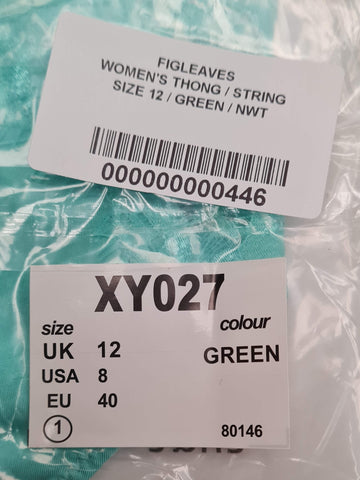 FIGLEAVES
WOMEN'S THONG / STRING
SIZE 12 / GREEN / NWT
000000000446
XY027
size colour
UK 12 GREEN
USA 8
EU 40
1 80146